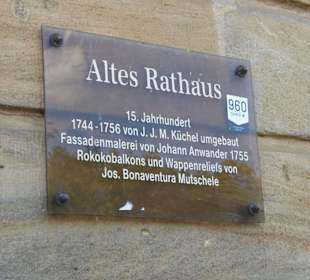 Altes Rathaus
960
15. Jahrhundert
1744-1756 von J. J. M. Küchel umgebaut
Fassadenmalerei von Johann Anwander 1755
Rokokobalkons und Wappenreliefs von
Jos. Bonaventura Mutschele